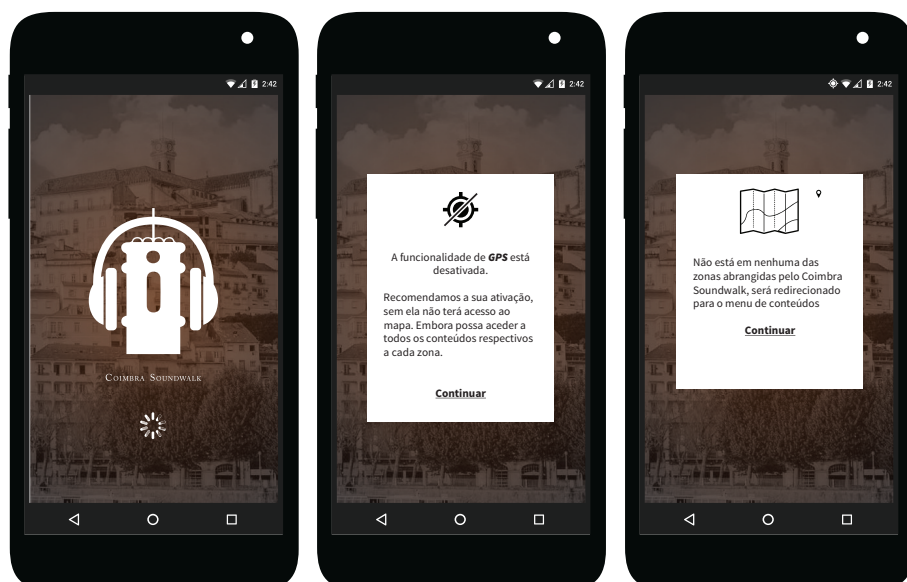 2:42
Coimbra Soundwalk
2:42
A funcionalidade de GPS está
desativada.
Recomendamos a sua ativação,
sem ela não terá acesso ao
mapa. Embora possa aceder a
todos os conteúdos respectivos
a cada zona.
Continuar
2:42
Não está em nenhuma das
zonas abrangidas pelo Coimbra
Soundwalk, será redirecionado
para o menu de conteúdos
Continuar